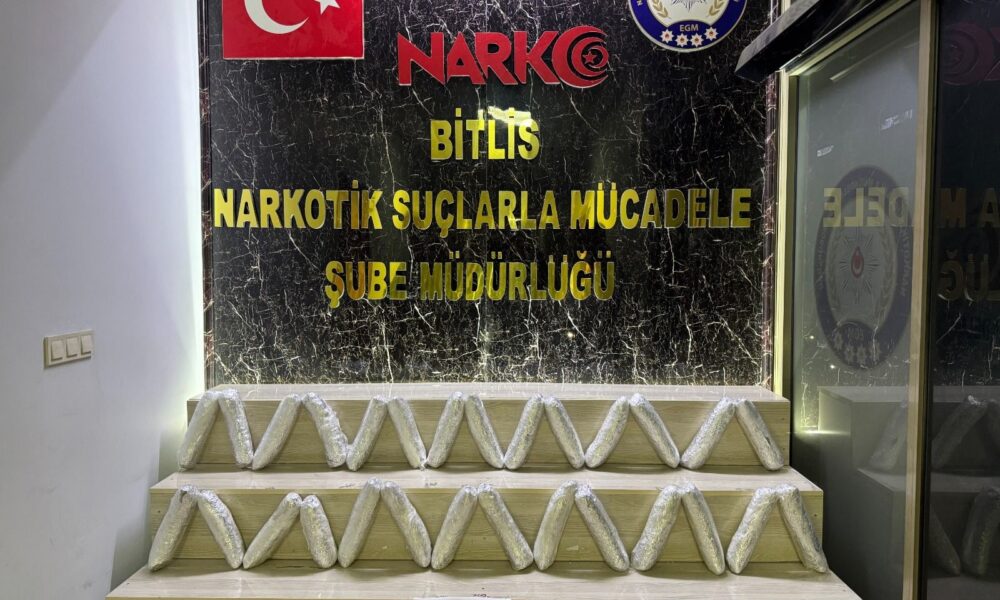 NARKO
EGM
BİTLİS
NARKOTİK SUÇLARLA MÜCADELE
ŞUBE MÜDÜRLÜĞÜ